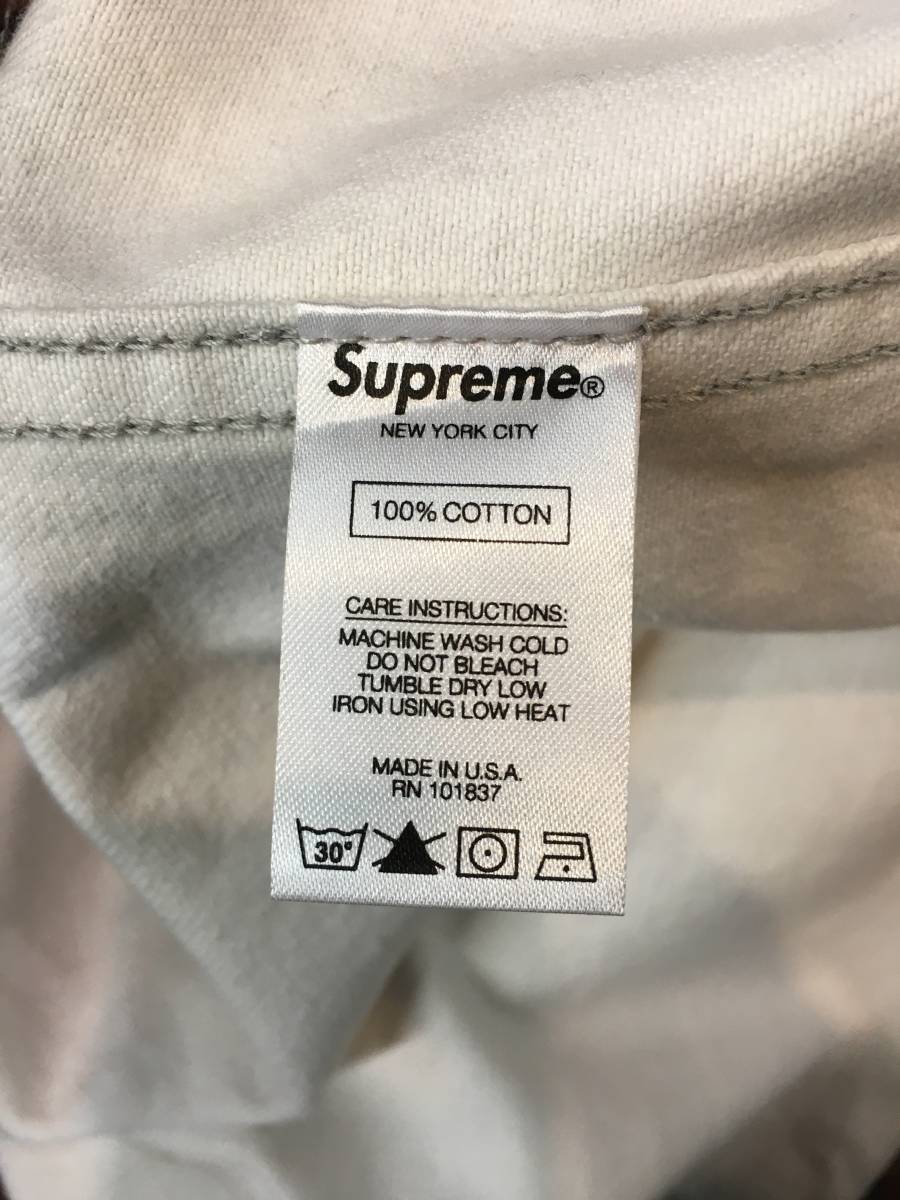 Supreme®
NEW YORK CITY
100% COTTON
CARE INSTRUCTIONS:
MACHINE WASH COLD
DO NOT BLEACH
TUMBLE DRY LOW
IRON USING LOW HEAT
MADE IN U.S.A.
RN 101837
30°